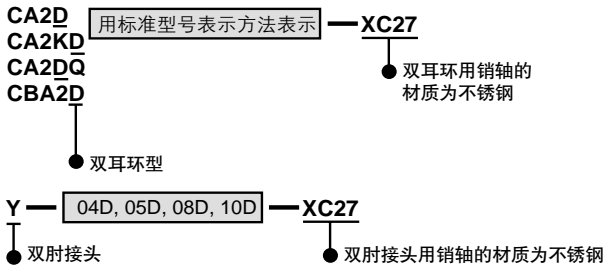 CA2D 用标准型号表示方法表示 — XC27
CA2KD
CA2DQ
CBA2D
双耳环用销轴的
材质为不锈钢
双耳环型
Y — 04D, 05D, 08D, 10D — XC27
双肘接头
双肘接头用销轴的材质为不锈钢